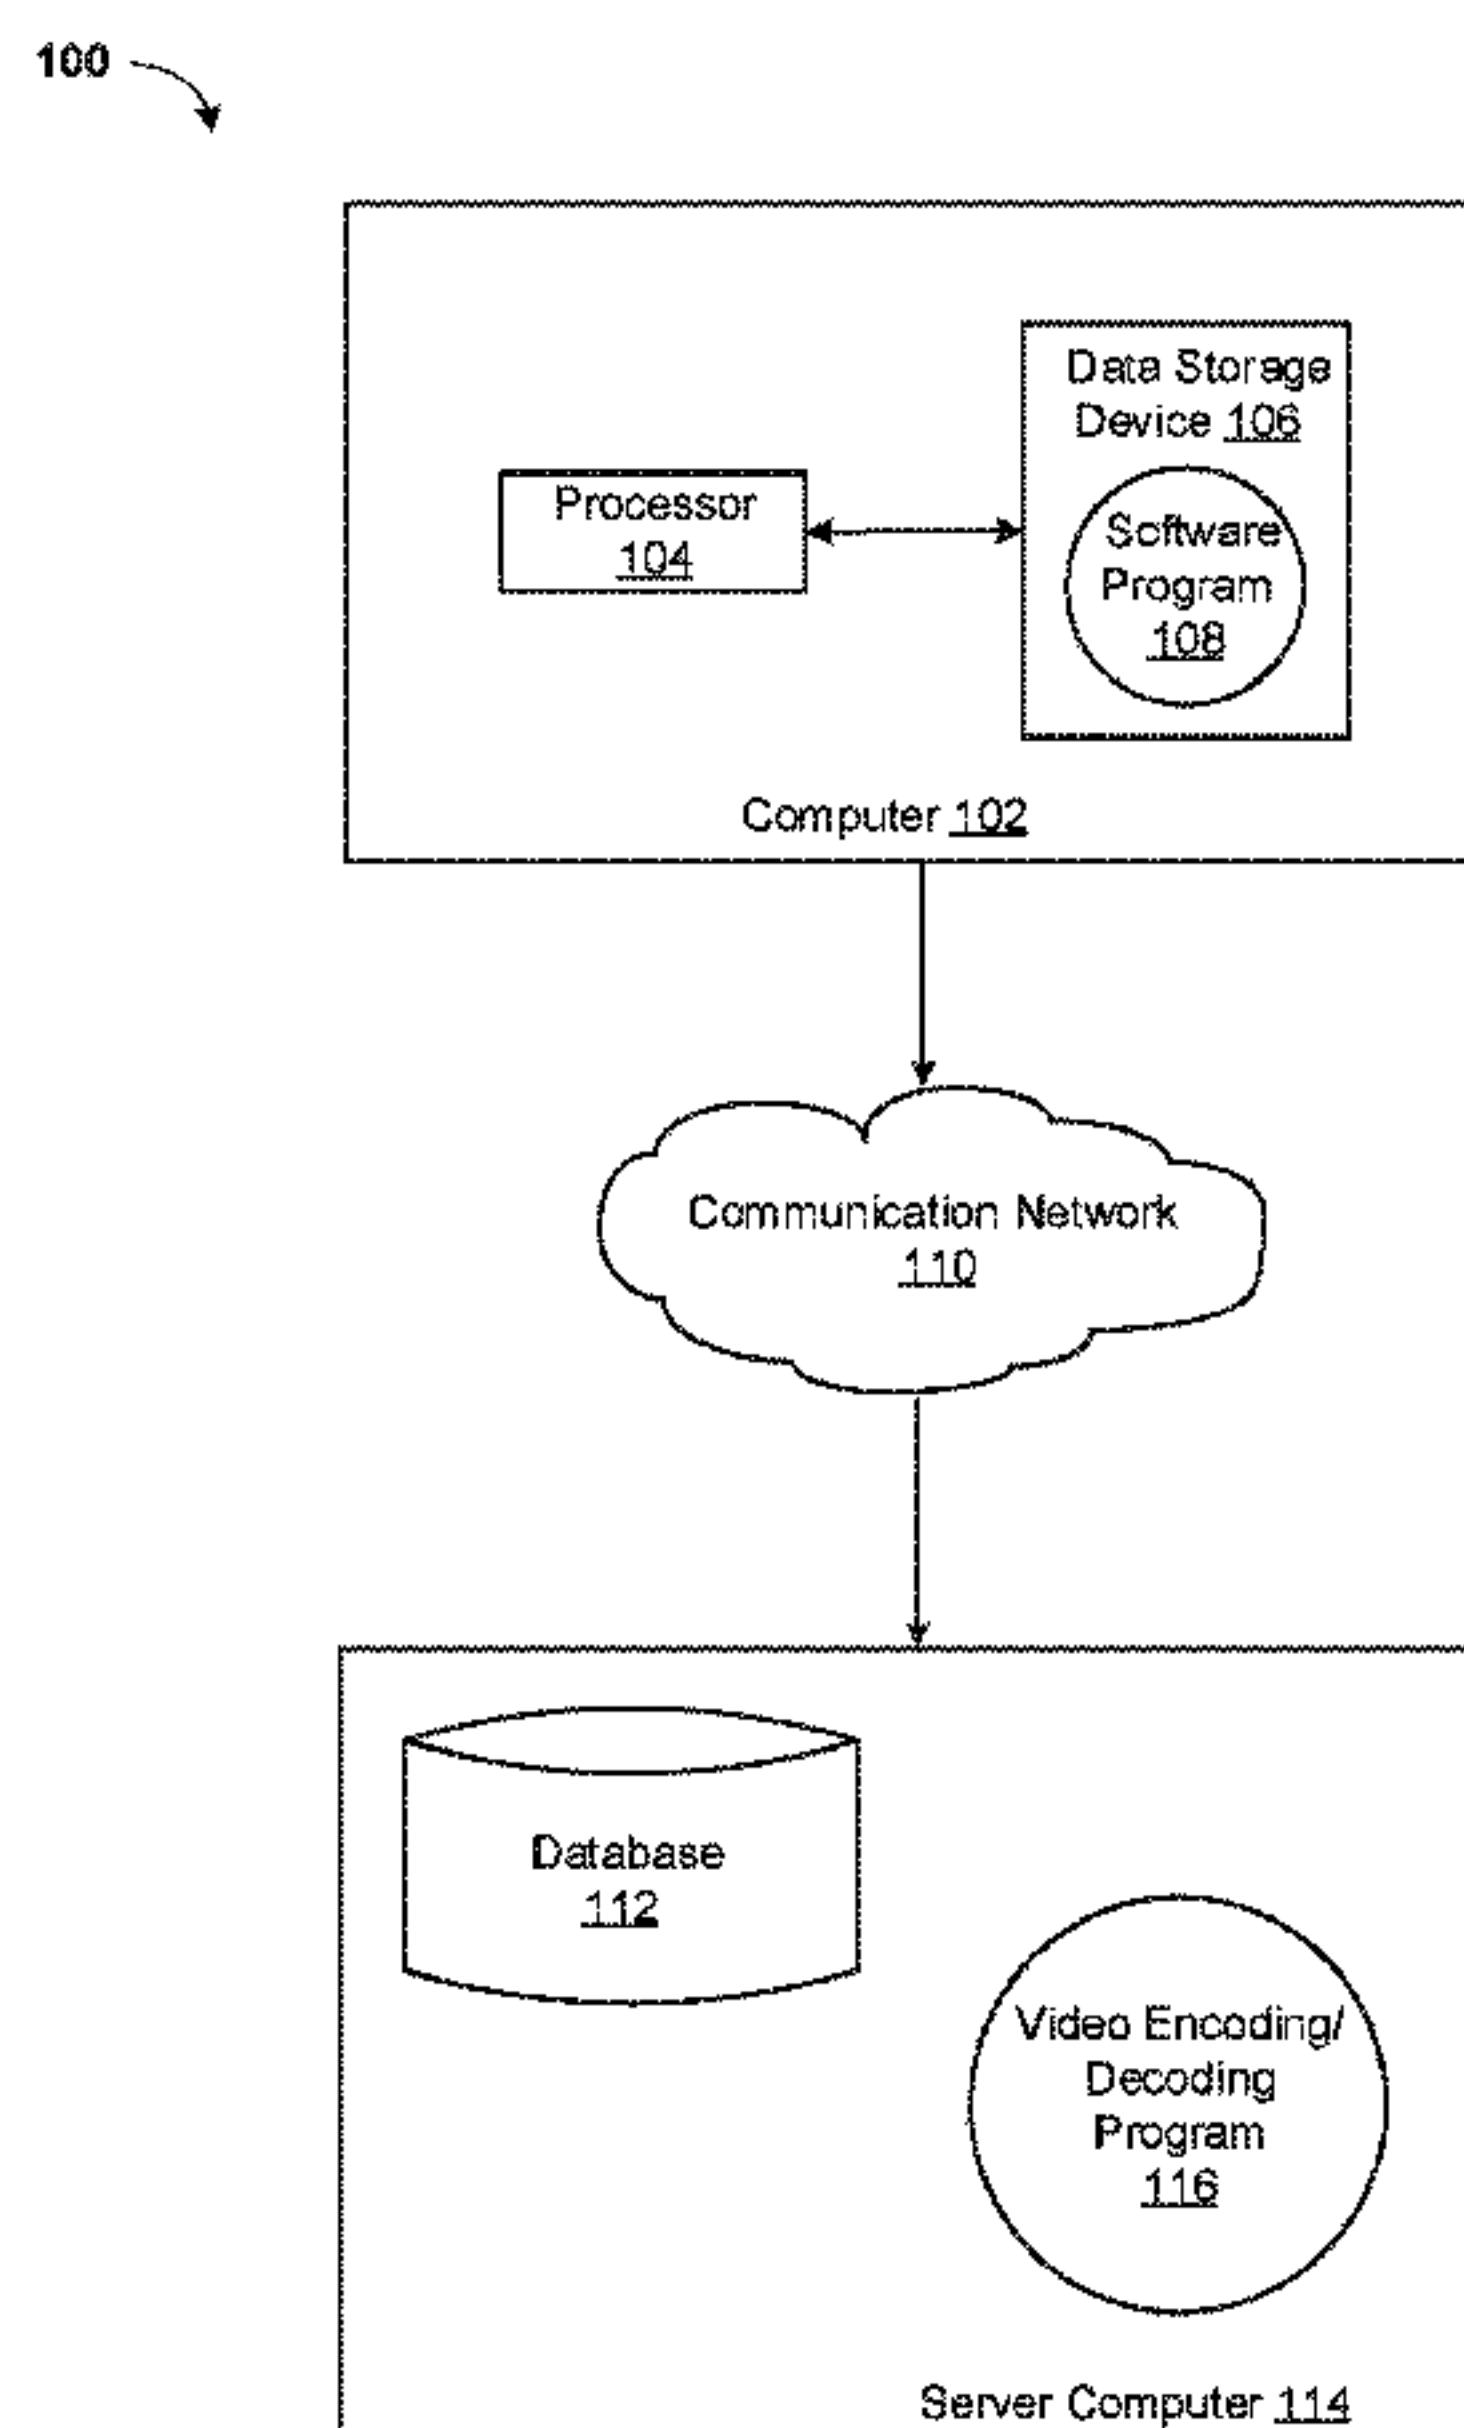 100
Data Storage
Device 106
Processor
104
Software
Program
108
Computer 102
Communication Network
110
Database
112
Video Encoding/
Decoding
Program
116
Server Computer 114